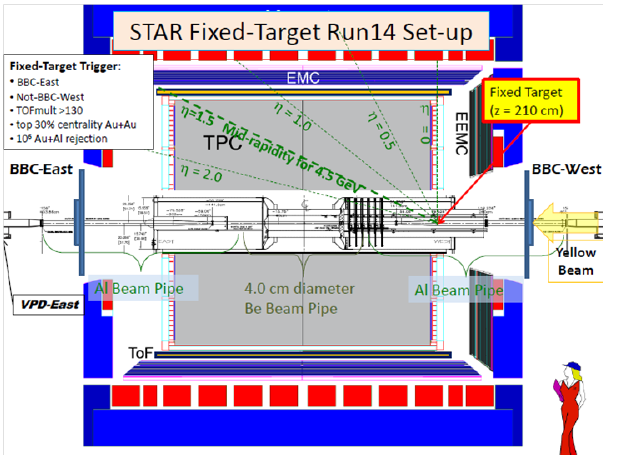 STAR Fixed-Target Run14 Set-up
Fixed-Target Trigger:
• BBC-East
• Not-BBC-West
• TOFmult >130
• top 30% centrality Au+Au
• 10⁶ Au+Al rejection
EMC
η=1.5
η = 1.0
η = 0.5
η = 0
Mid-rapidity for 4.5 GeV
TPC
η = 2.0
EEMC
Fixed Target
(z = 210 cm)
BBC-East
BBC-West
EAST
Yellow
Beam
Al Beam Pipe
4.0 cm diameter
Be Beam Pipe
Al Beam Pipe
VPD-East
ToF